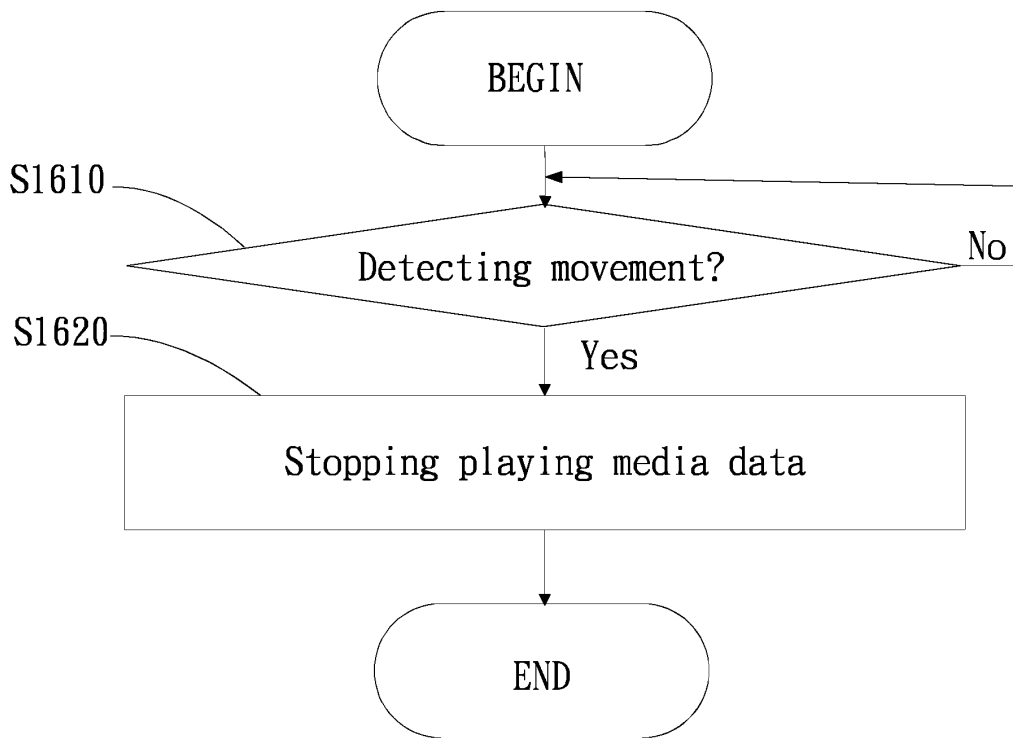 BEGIN
S1610
Detecting movement?
No
S1620
Yes
Stopping playing media data
END